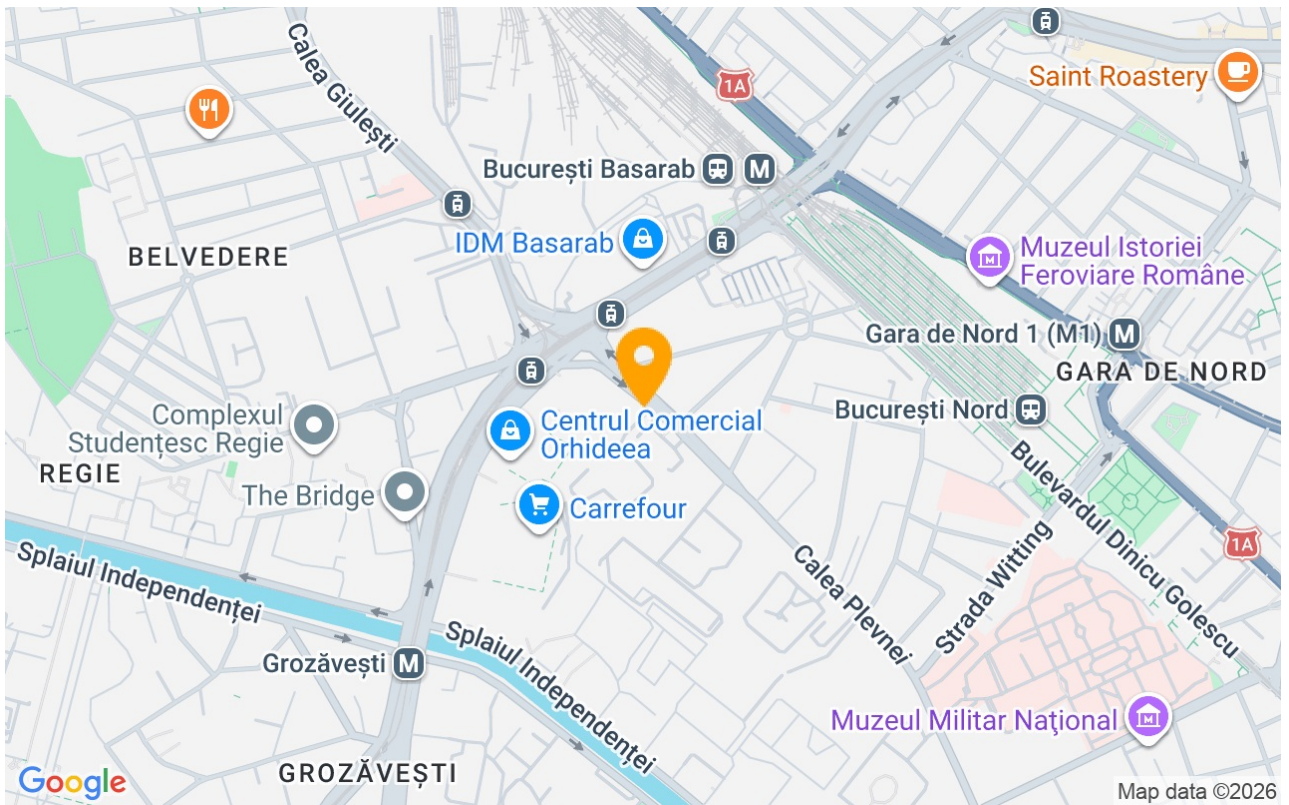 Calea Giulești
1A
Saint Roastery
București Basarab
M
IDM Basarab
BELVEDERE
Muzeul Istoriei
Feroviare Române
Gara de Nord 1 (M1)
M
GARA DE NORD
București Nord
Complexul
Studențesc Regie
Centrul Comercial
Orhideea
REGIE
The Bridge
Carrefour
Bulevardul Dinicu Golescu
1A
Splaiul Independenței
Calea Plevnei
Strada Witting
Splaiul Independenței
Grozăvești
M
Muzeul Militar Național
GROZĂVEȘTI
Google
Map data ©2026